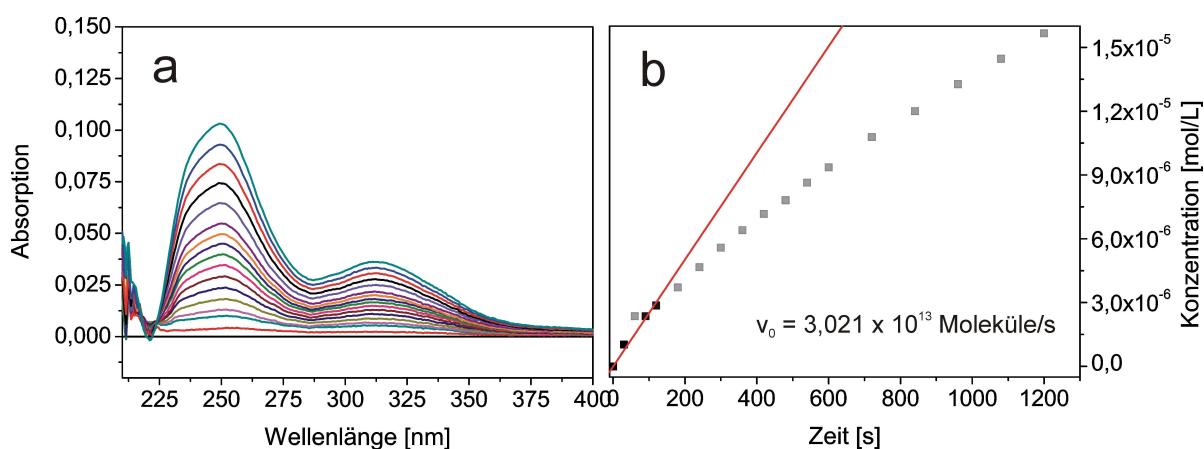 a
Absorption
0,150
0,125
0,100
0,075
0,050
0,025
0,000
225
250
275
300
325
350
375
400
Wellenlänge [nm]
b
v₀ = 3,021 x 10¹³ Moleküle/s
0
200
400
600
800
1000
1200
Zeit [s]
1,5x10⁻⁵
1,2x10⁻⁵
9,0x10⁻⁶
6,0x10⁻⁶
3,0x10⁻⁶
0,0
Konzentration [mol/L]